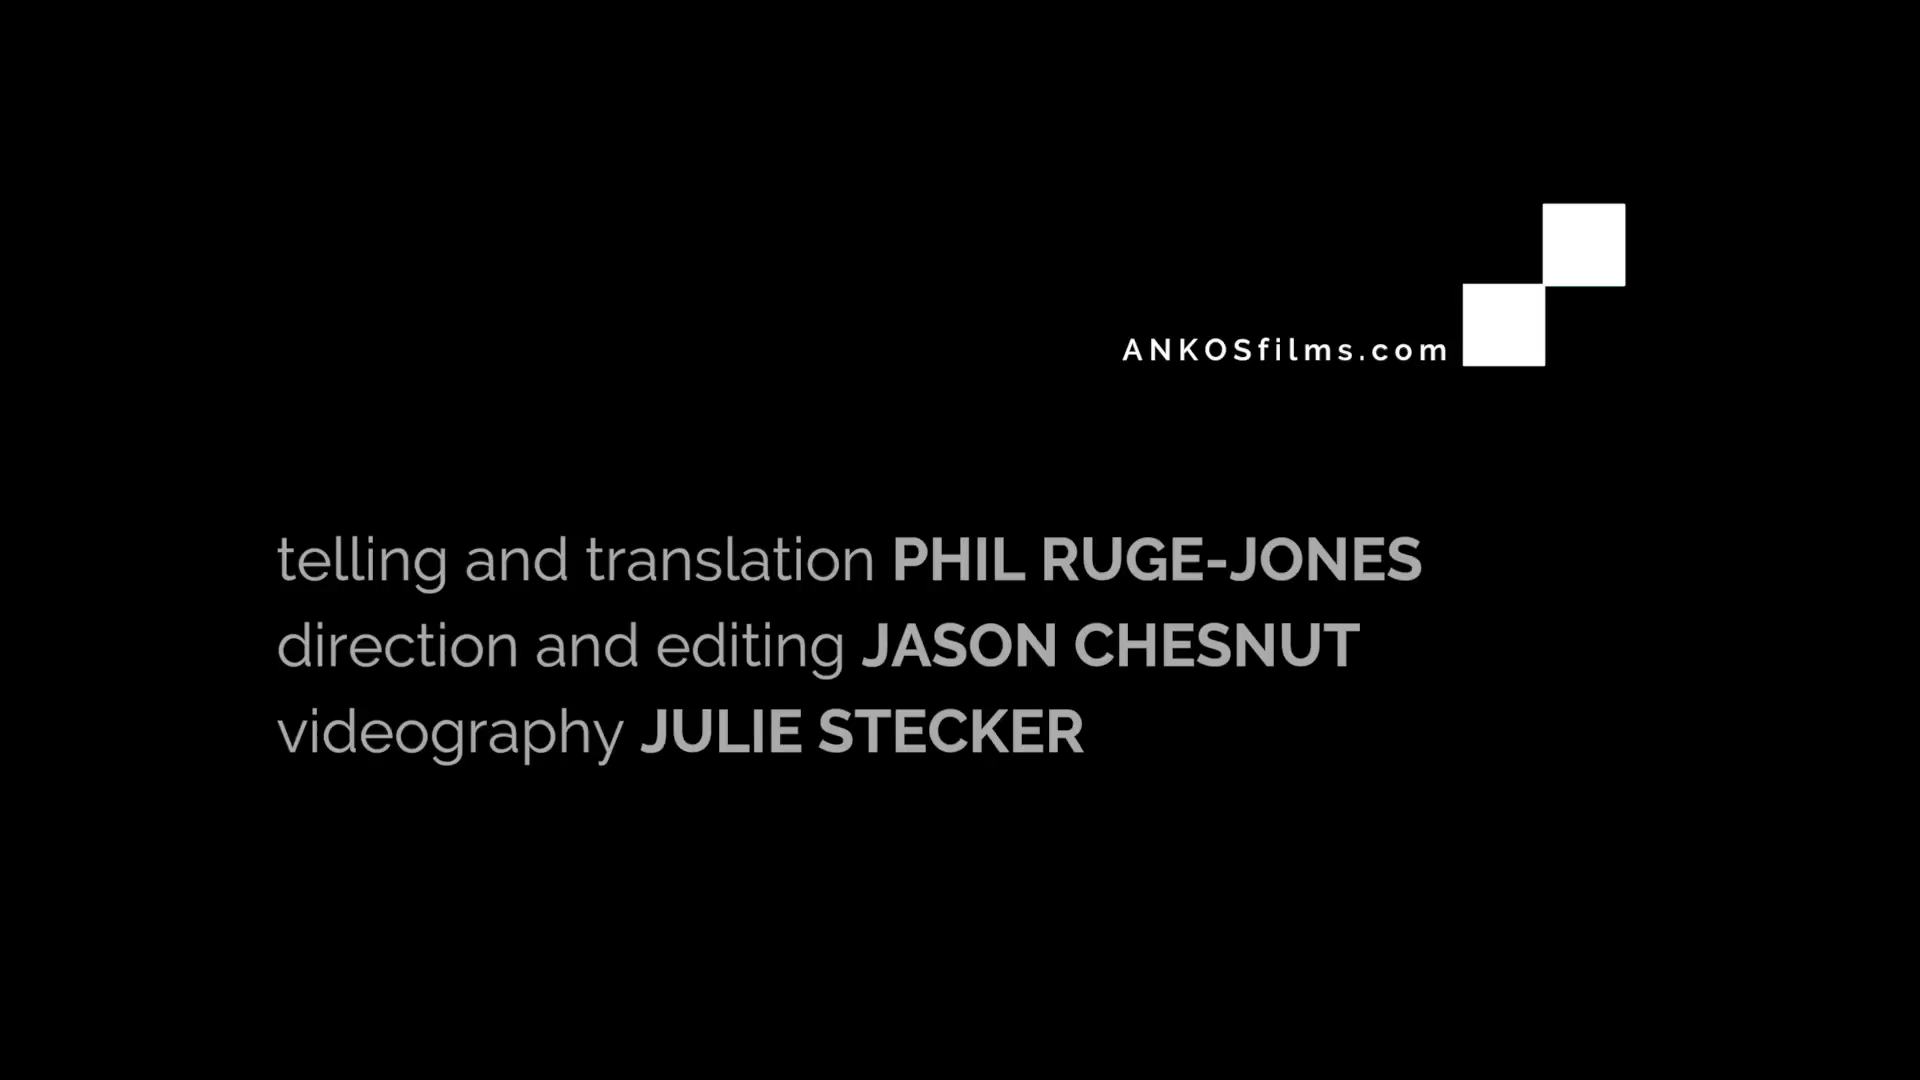 ANKOSfilms.com
telling and translation PHIL RUGE-JONES
direction and editing JASON CHESNUT
videography JULIE STECKER